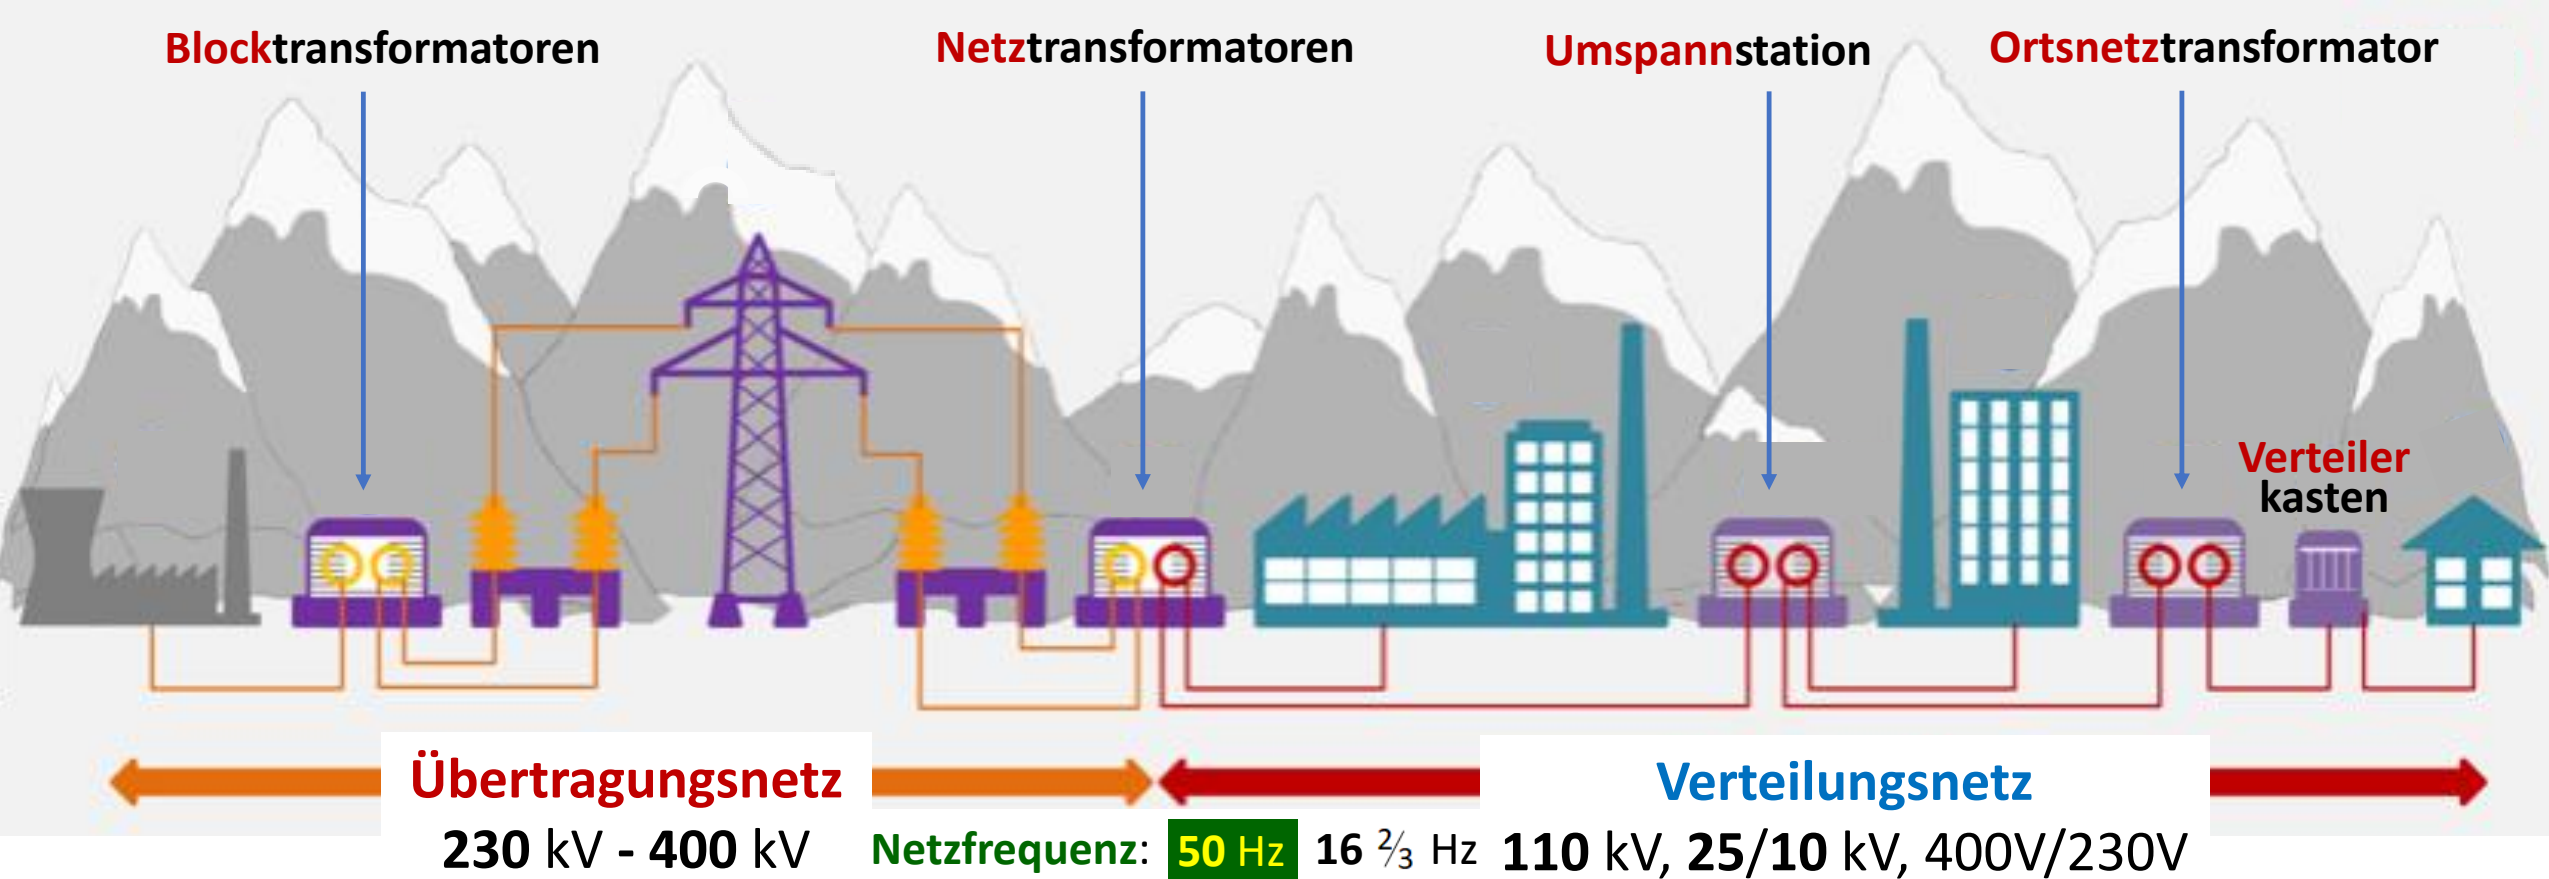 Blocktransformatoren
Netztransformatoren
Umspannstation
Ortsnetztransformator
Verteiler
kasten
Übertragungsnetz
230 kV - 400 kV
Netzfrequenz: 50 Hz 16 ⅔ Hz
Verteilungsnetz
110 kV, 25/10 kV, 400V/230V